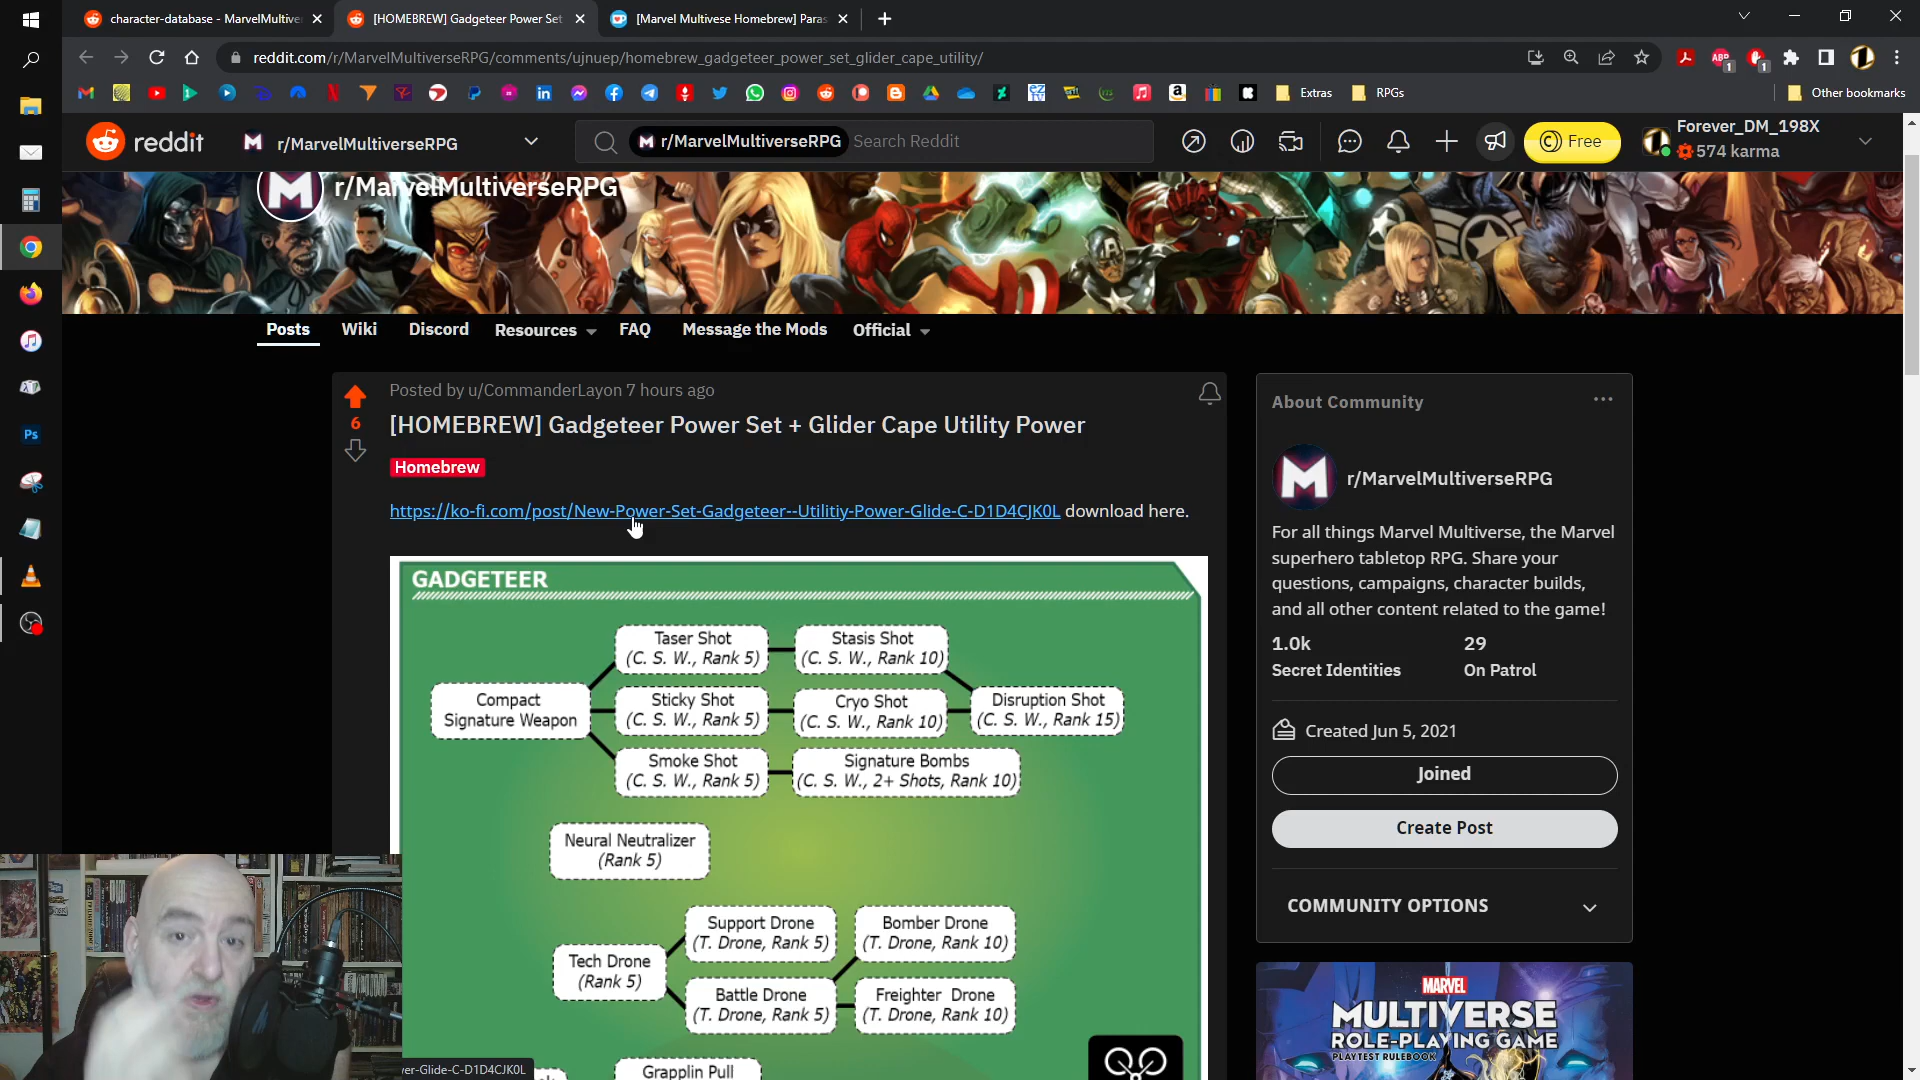 character-database - MarvelMultive
[HOMEBREW] Gadgeteer Power Set
[Marvel Multivese Homebrew] Paras
reddit.com/r/MarvelMultiverseRPG/comments/ujnuep/homebrew_gadgeteer_power_set_glider_cape_utility/
Extras
RPGs
Other bookmarks
reddit
r/MarvelMultiverseRPG
r/MarvelMultiverseRPG
Search Reddit
Free
Forever_DM_198X
574 karma
r/MarvelMultiverseRPG
Posts
Wiki
Discord
Resources
FAQ
Message the Mods
Official
6
Posted by u/CommanderLayon 7 hours ago
[HOMEBREW] Gadgeteer Power Set + Glider Cape Utility Power
Homebrew
https://ko-fi.com/post/New-Power-Set-Gadgeteer--Utilitiy-Power-Glide-C-D1D4CJK0L download here.
GADGETEER
Compact
Signature Weapon
Taser Shot
(C. S. W., Rank 5)
Stasis Shot
(C. S. W., Rank 10)
Sticky Shot
(C. S. W., Rank 5)
Cryo Shot
(C. S. W., Rank 10)
Disruption Shot
(C. S. W., Rank 15)
Smoke Shot
(C. S. W., Rank 5)
Signature Bombs
(C. S. W., 2+ Shots, Rank 10)
Neural Neutralizer
(Rank 5)
Tech Drone
(Rank 5)
Support Drone
(T. Drone, Rank 5)
Bomber Drone
(T. Drone, Rank 10)
Battle Drone
(T. Drone, Rank 5)
Freighter Drone
(T. Drone, Rank 10)
Grapplin Pull
ver-Glide-C-D1D4CJK0L
About Community
r/MarvelMultiverseRPG
For all things Marvel Multiverse, the Marvel
superhero tabletop RPG. Share your
questions, campaigns, character builds,
and all other content related to the game!
1.0k
Secret Identities
29
On Patrol
Created Jun 5, 2021
Joined
Create Post
COMMUNITY OPTIONS
MARVEL
MULTIVERSE
ROLE-PLAYING GAME
PLAYTEST RULEBOOK